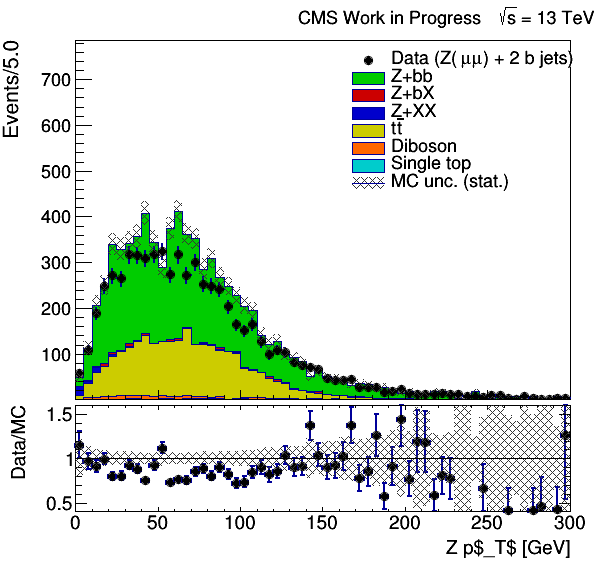 CMS Work in Progress √s = 13 TeV
Events/5.0
Data (Z(μμ) + 2 b jets)
Z+bb
Z+bX
Z+XX
tt̄
Diboson
Single top
MC unc. (stat.)
700
600
500
400
300
200
100
Data/MC
1.5
1
0.5
0 50 100 150 200 250 300
Z p$_T$ [GeV]